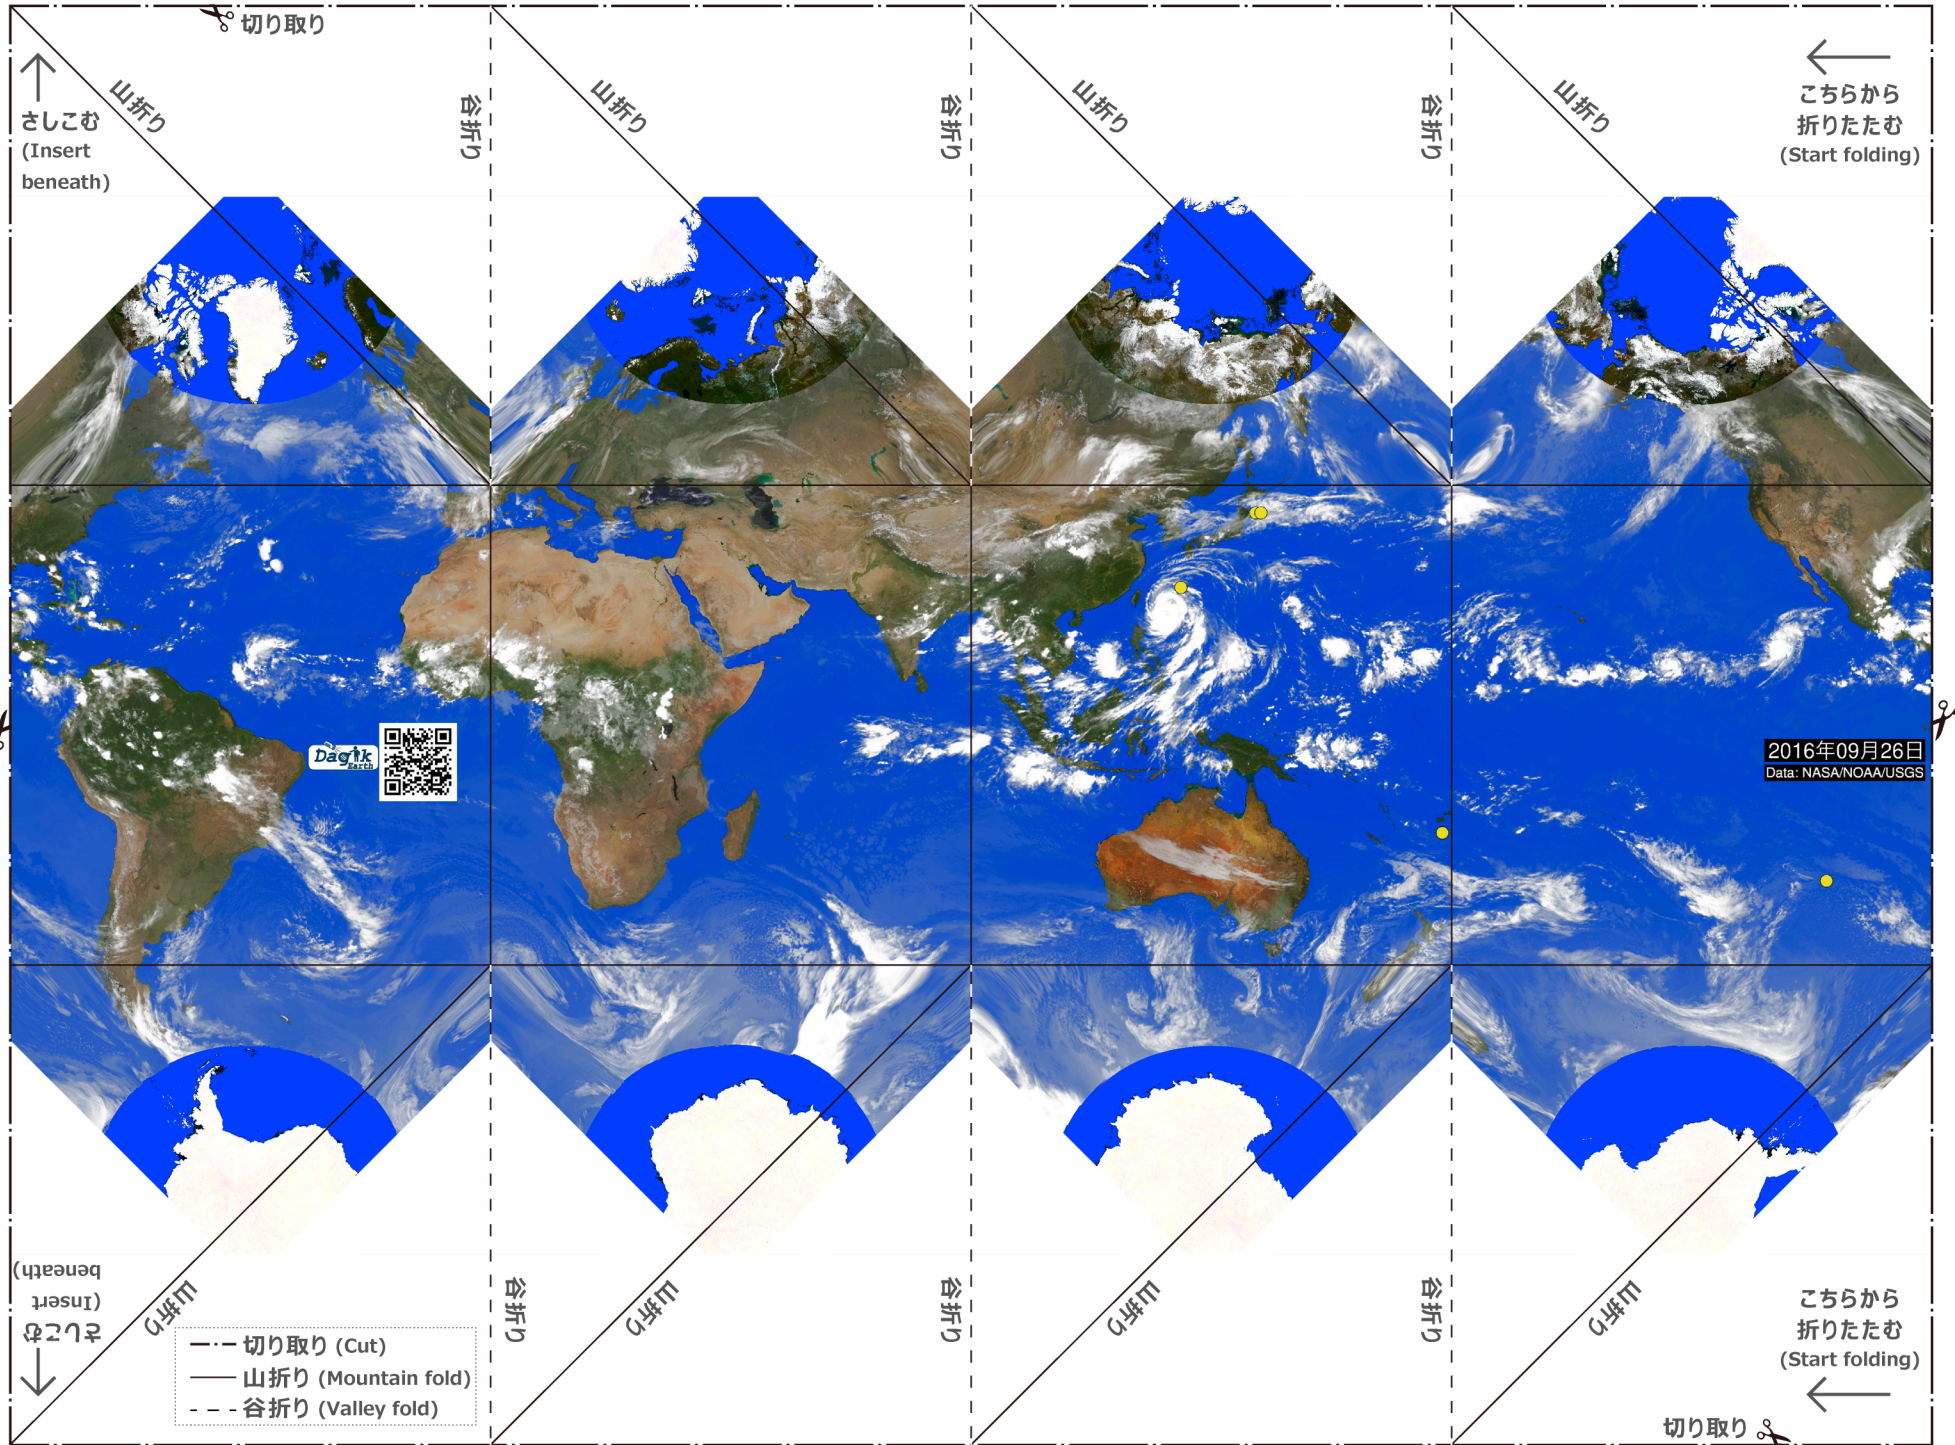 切り取り
さしこむ
(Insert
beneath)
山折り
谷折り
山折り
谷折り
山折り
谷折り
山折り
こちらから
折りたたむ
(Start folding)
Dagik
Earth
2016年09月26日
Data: NASA/NOAA/USGS
さしこむ
(Insert
beneath)
山折り
谷折り
山折り
谷折り
山折り
谷折り
山折り
こちらから
折りたたむ
(Start folding)
切り取り (Cut)
山折り (Mountain fold)
谷折り (Valley fold)
切り取り